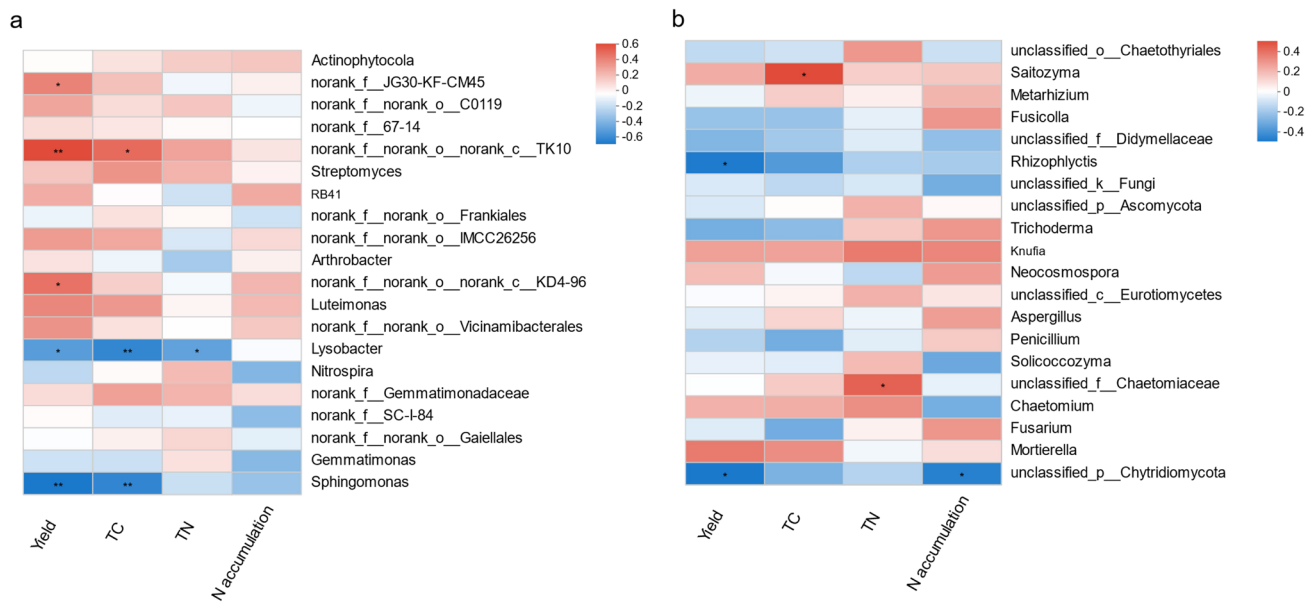 a
Actinophytocola
norank_f__JG30-KF-CM45
norank_f__norank_o__C0119
norank_f__67-14
norank_f__norank_o__norank_c__TK10
Streptomyces
RB41
norank_f__norank_o__Frankiales
norank_f__norank_o__IMCC26256
Arthrobacter
norank_f__norank_o__norank_c__KD4-96
Luteimonas
norank_f__norank_o__Vicinamibacterales
Lysobacter
Nitrospira
norank_f__Gemmatimonadaceae
norank_f__SC-I-84
norank_f__norank_o__Gaiellales
Gemmatimonas
Sphingomonas
*
** *
*
* ** *
** **
Yield
TC
TN
N accumulation
0.6
0.4
0.2
0
-0.2
-0.4
-0.6
b
unclassified_o__Chaetothyriales
Saitozyma
Metarhizium
Fusicolla
unclassified_f__Didymellaceae
Rhizophlyctis
unclassified_k__Fungi
unclassified_p__Ascomycota
Trichoderma
Knufia
Neocosmospora
unclassified_c__Eurotiomycetes
Aspergillus
Penicillium
Solicoccozyma
unclassified_f__Chaetomiaceae
Chaetomium
Fusarium
Mortierella
unclassified_p__Chytridiomycota
*
*
*
* *
Yield
TC
TN
N accumulation
0.4
0.2
0
-0.2
-0.4